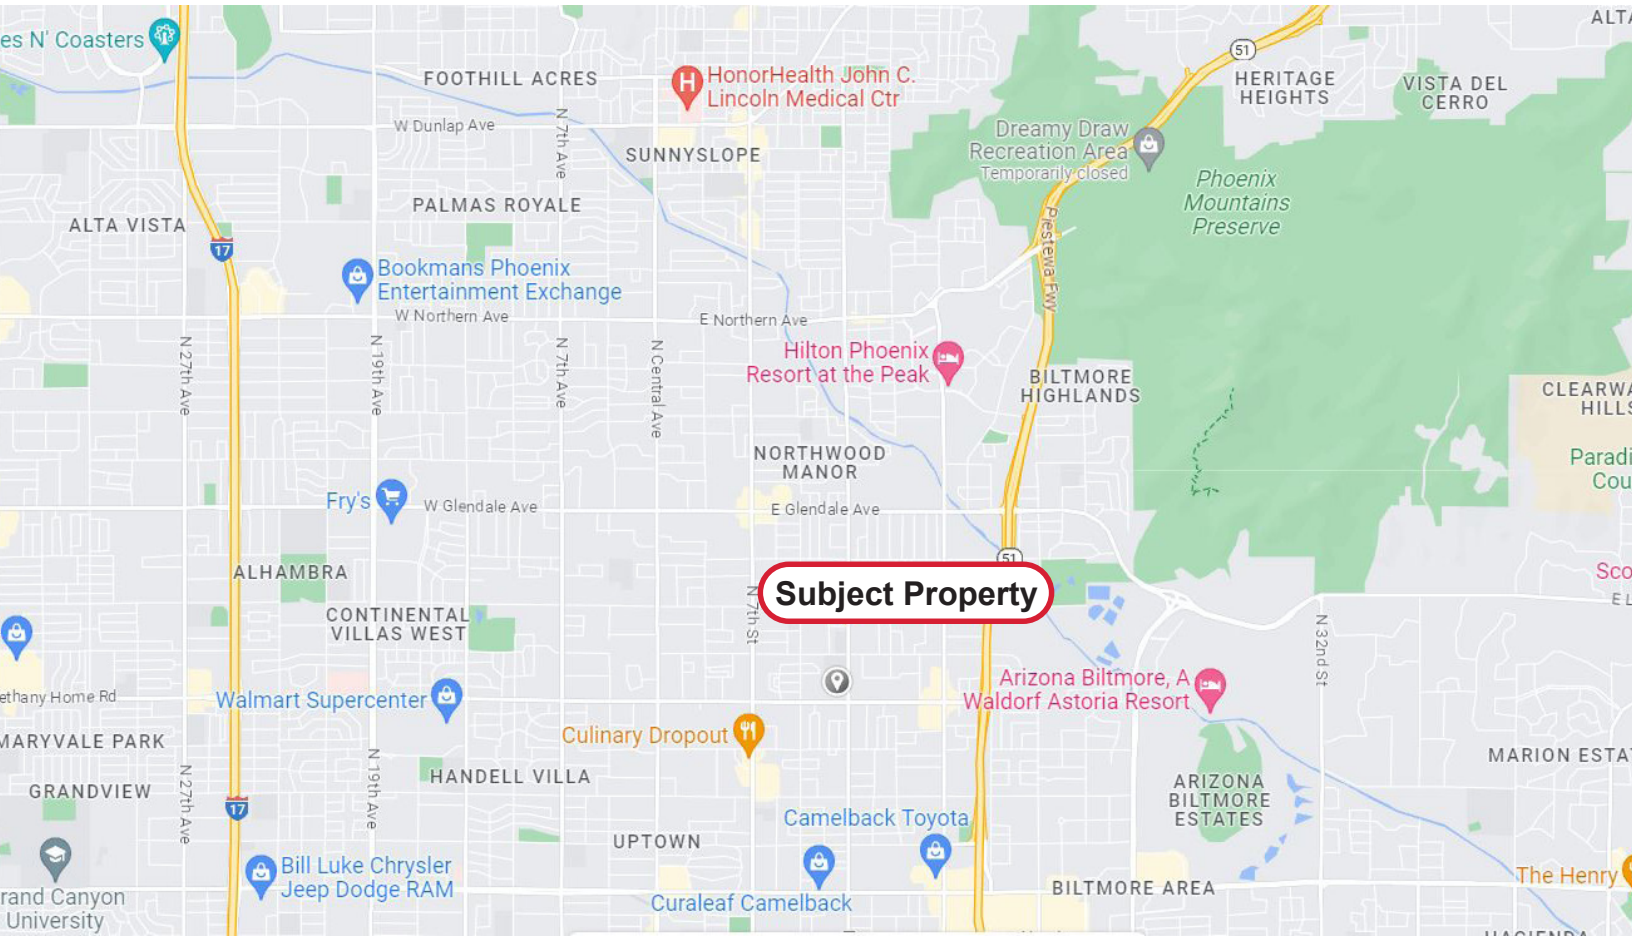 es N' Coasters
FOOTHILL ACRES
HonorHealth John C.
Lincoln Medical Ctr
51
HERITAGE
HEIGHTS
VISTA DEL
CERRO
W Dunlap Ave
N 7th Ave
SUNNYSLOPE
Dreamy Draw
Recreation Area
Temporarily closed
Phoenix
Mountains
Preserve
PALMAS ROYALE
ALTA VISTA
17
Piestewa Fwy
Bookmans Phoenix
Entertainment Exchange
W Northern Ave
E Northern Ave
N 27th Ave
N 19th Ave
N 7th Ave
N Central Ave
Hilton Phoenix
Resort at the Peak
BILTMORE
HIGHLANDS
CLEARWA
HILLS
NORTHWOOD
MANOR
Paradi
Cou
Fry's
W Glendale Ave
E Glendale Ave
51
ALHAMBRA
Subject Property
Sco
E L
N 7th St
CONTINENTAL
VILLAS WEST
N 32nd St
ethany Home Rd
Walmart Supercenter
Arizona Biltmore, A
Waldorf Astoria Resort
MARYVALE PARK
Culinary Dropout
MARION ESTA
GRANDVIEW
N 27th Ave
N 19th Ave
HANDELL VILLA
ARIZONA
BILTMORE
ESTATES
17
Camelback Toyota
UPTOWN
Bill Luke Chrysler
Jeep Dodge RAM
Curaleaf Camelback
BILTMORE AREA
The Henry
rand Canyon
University